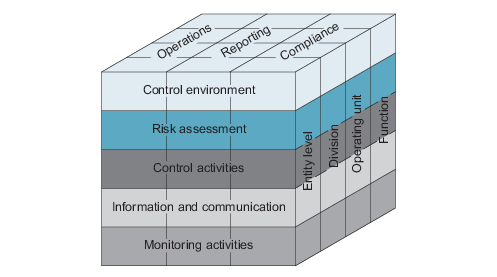 Operations
Reporting
Compliance
Control environment
Risk assessment
Control activities
Information and communication
Monitoring activities
Entity level
Division
Operating unit
Function